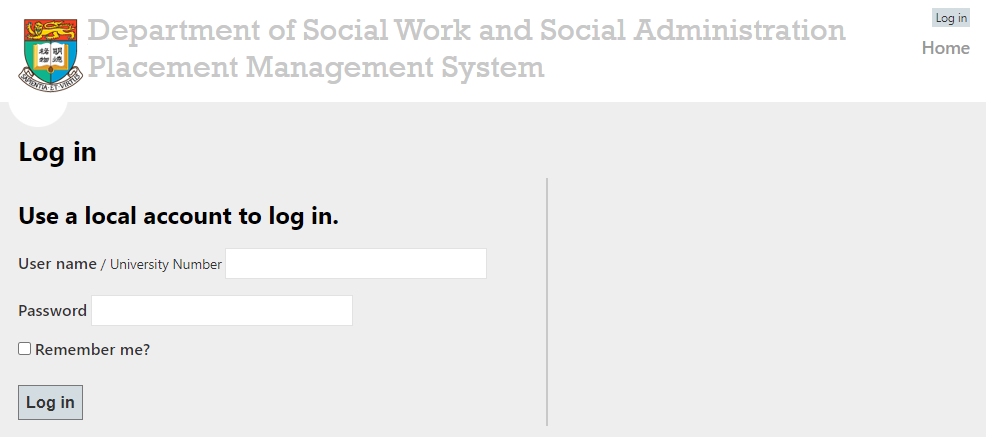 Department of Social Work and Social Administration
Placement Management System
Log in
Home
SAPIENTIA·ET·VIRTUS
Log in
Use a local account to log in.
User name / University Number
Password
Remember me?
Log in